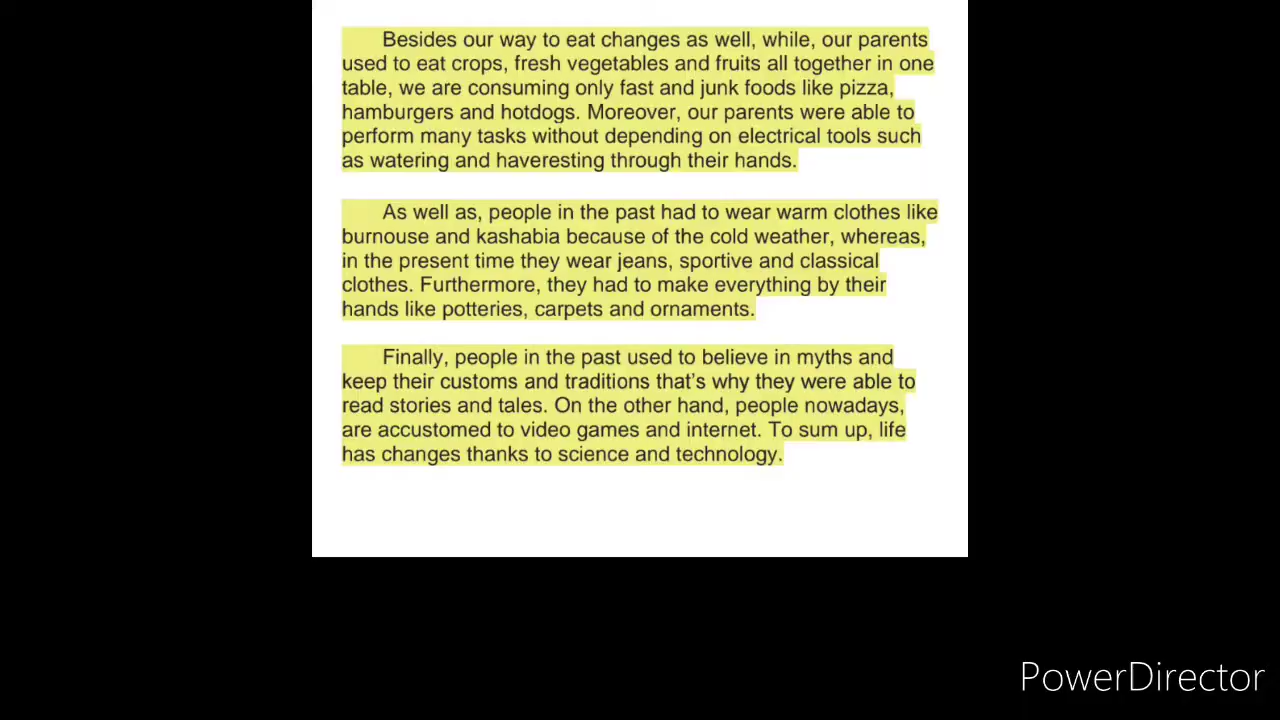 Besides our way to eat changes as well, while, our parents
used to eat crops, fresh vegetables and fruits all together in one
table, we are consuming only fast and junk foods like pizza,
hamburgers and hotdogs. Moreover, our parents were able to
perform many tasks without depending on electrical tools such
as watering and haveresting through their hands.
As well as, people in the past had to wear warm clothes like
burnouse and kashabia because of the cold weather, whereas,
in the present time they wear jeans, sportive and classical
clothes. Furthermore, they had to make everything by their
hands like potteries, carpets and ornaments.
Finally, people in the past used to believe in myths and
keep their customs and traditions that's why they were able to
read stories and tales. On the other hand, people nowadays,
are accustomed to video games and internet. To sum up, life
has changes thanks to science and technology.
PowerDirector